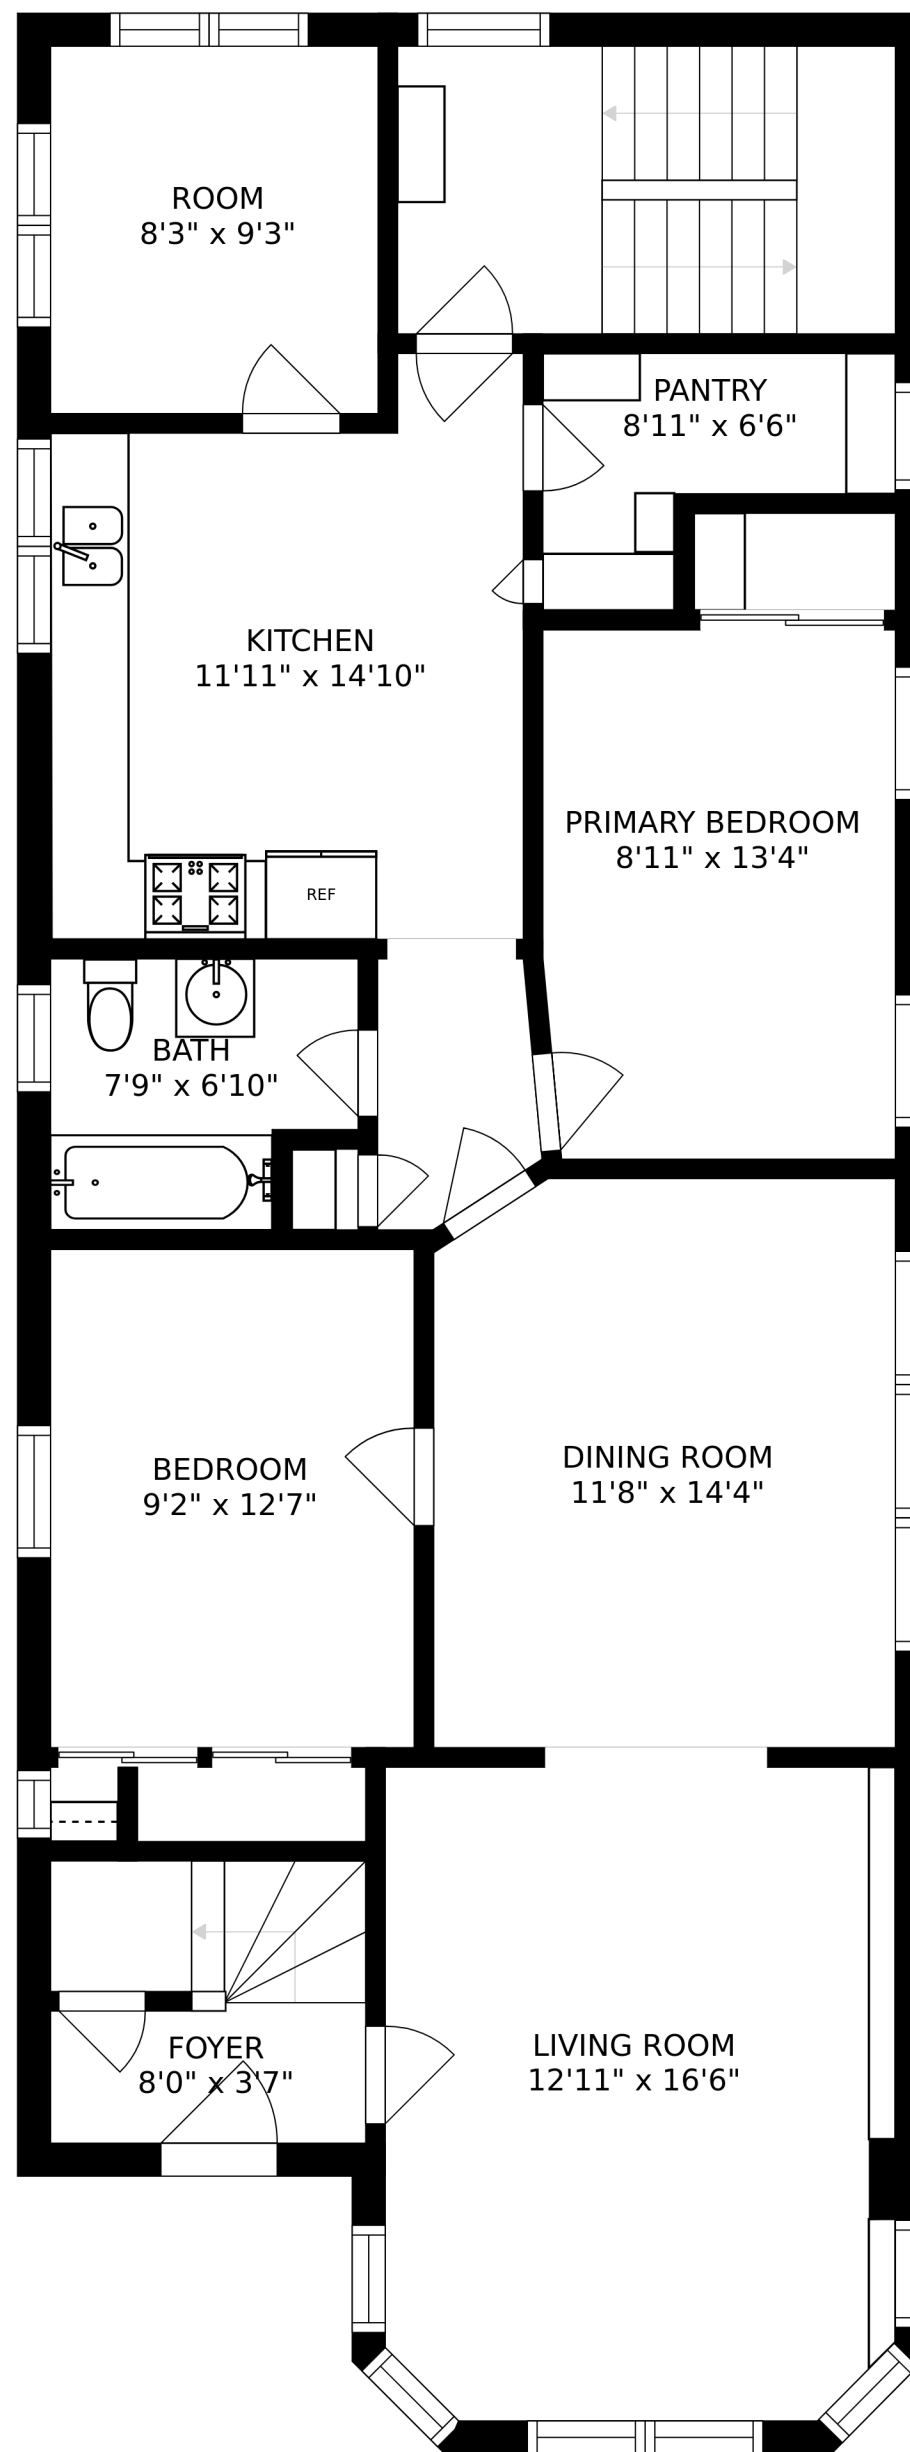 ROOM
8'3" x 9'3"
PANTRY
8'11" x 6'6"
KITCHEN
11'11" x 14'10"
PRIMARY BEDROOM
8'11" x 13'4"
REF
BATH
7'9" x 6'10"
DINING ROOM
11'8" x 14'4"
BEDROOM
9'2" x 12'7"
FOYER
8'0" x 3'7"
LIVING ROOM
12'11" x 16'6"